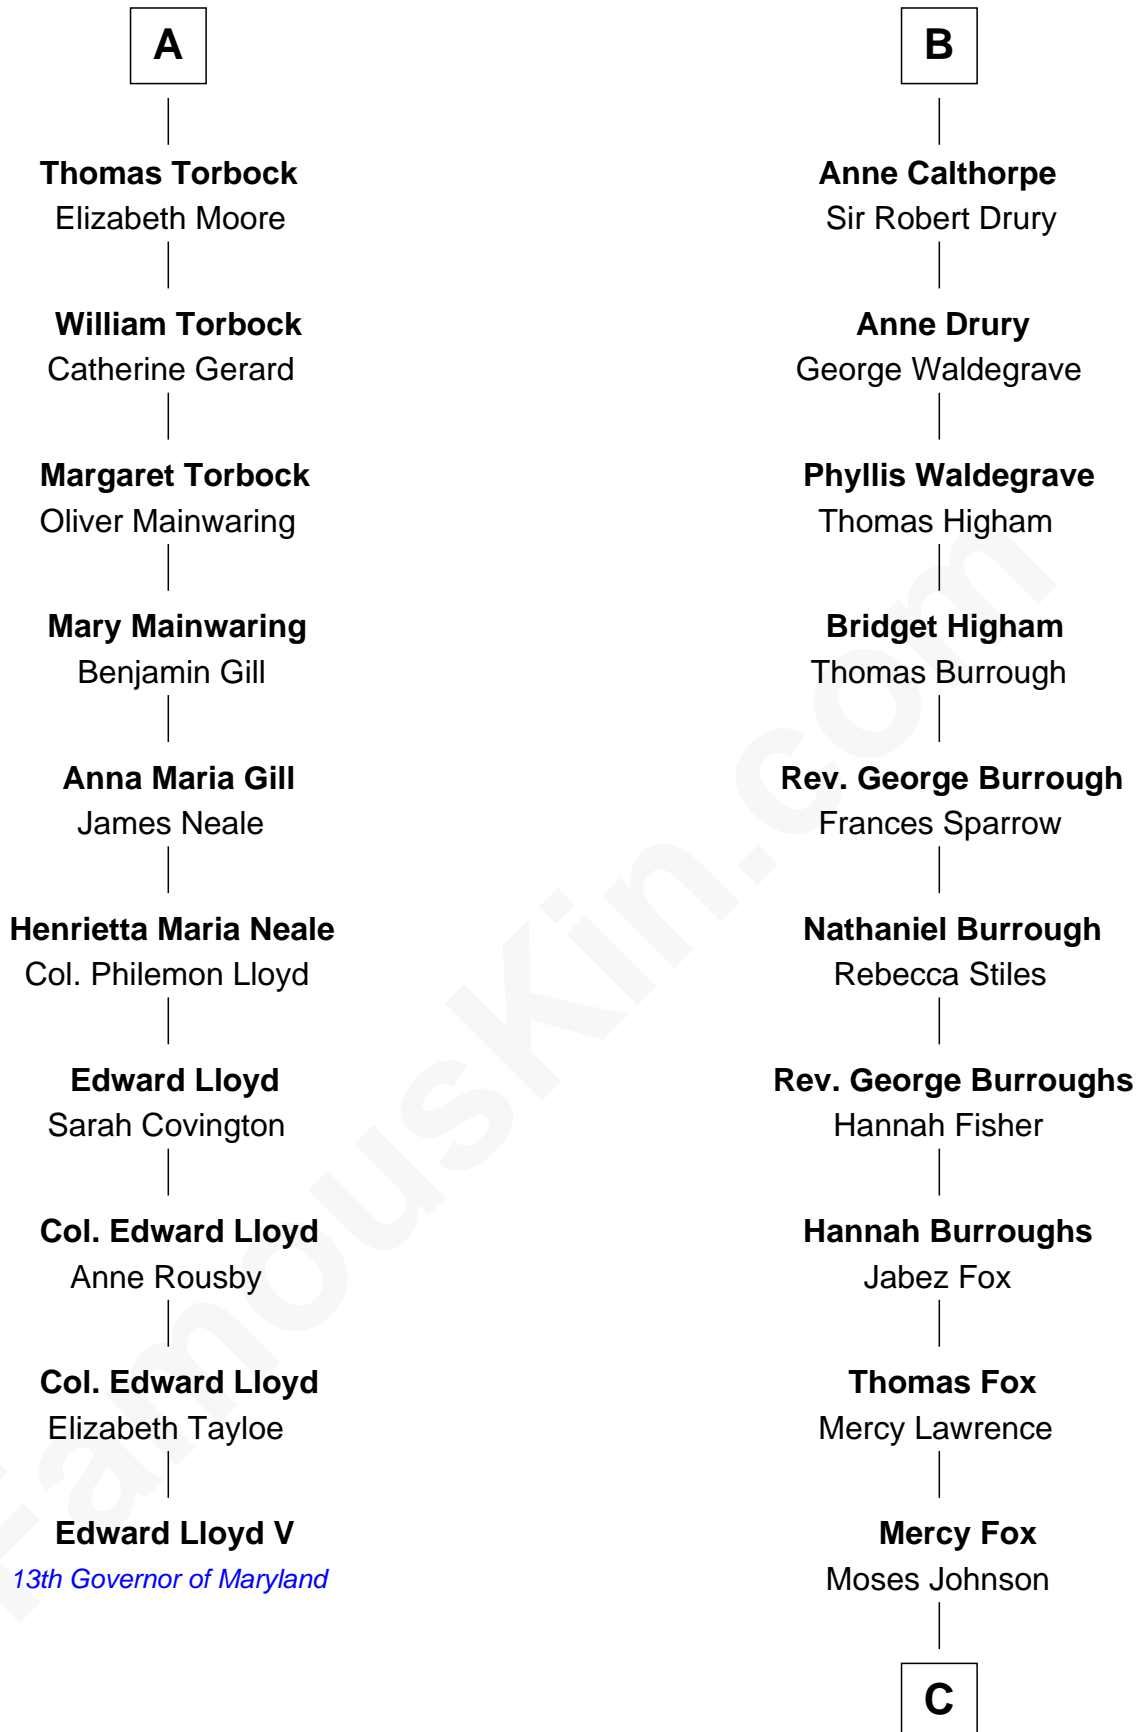 A
Thomas Torbock
Elizabeth Moore
William Torbock
Catherine Gerard
Margaret Torbock
Oliver Mainwaring
Mary Mainwaring
Benjamin Gill
Anna Maria Gill
James Neale
Henrietta Maria Neale
Col. Philemon Lloyd
Edward Lloyd
Sarah Covington
Col. Edward Lloyd
Anne Rousby
Col. Edward Lloyd
Elizabeth Tayloe
Edward Lloyd V
13th Governor of Maryland
B
Anne Calthorpe
Sir Robert Drury
Anne Drury
George Waldegrave
Phyllis Waldegrave
Thomas Higham
Bridget Higham
Thomas Burrough
Rev. George Burrough
Frances Sparrow
Nathaniel Burrough
Rebecca Stiles
Rev. George Burroughs
Hannah Fisher
Hannah Burroughs
Jabez Fox
Thomas Fox
Mercy Lawrence
Mercy Fox
Moses Johnson
C
FamousKin.com